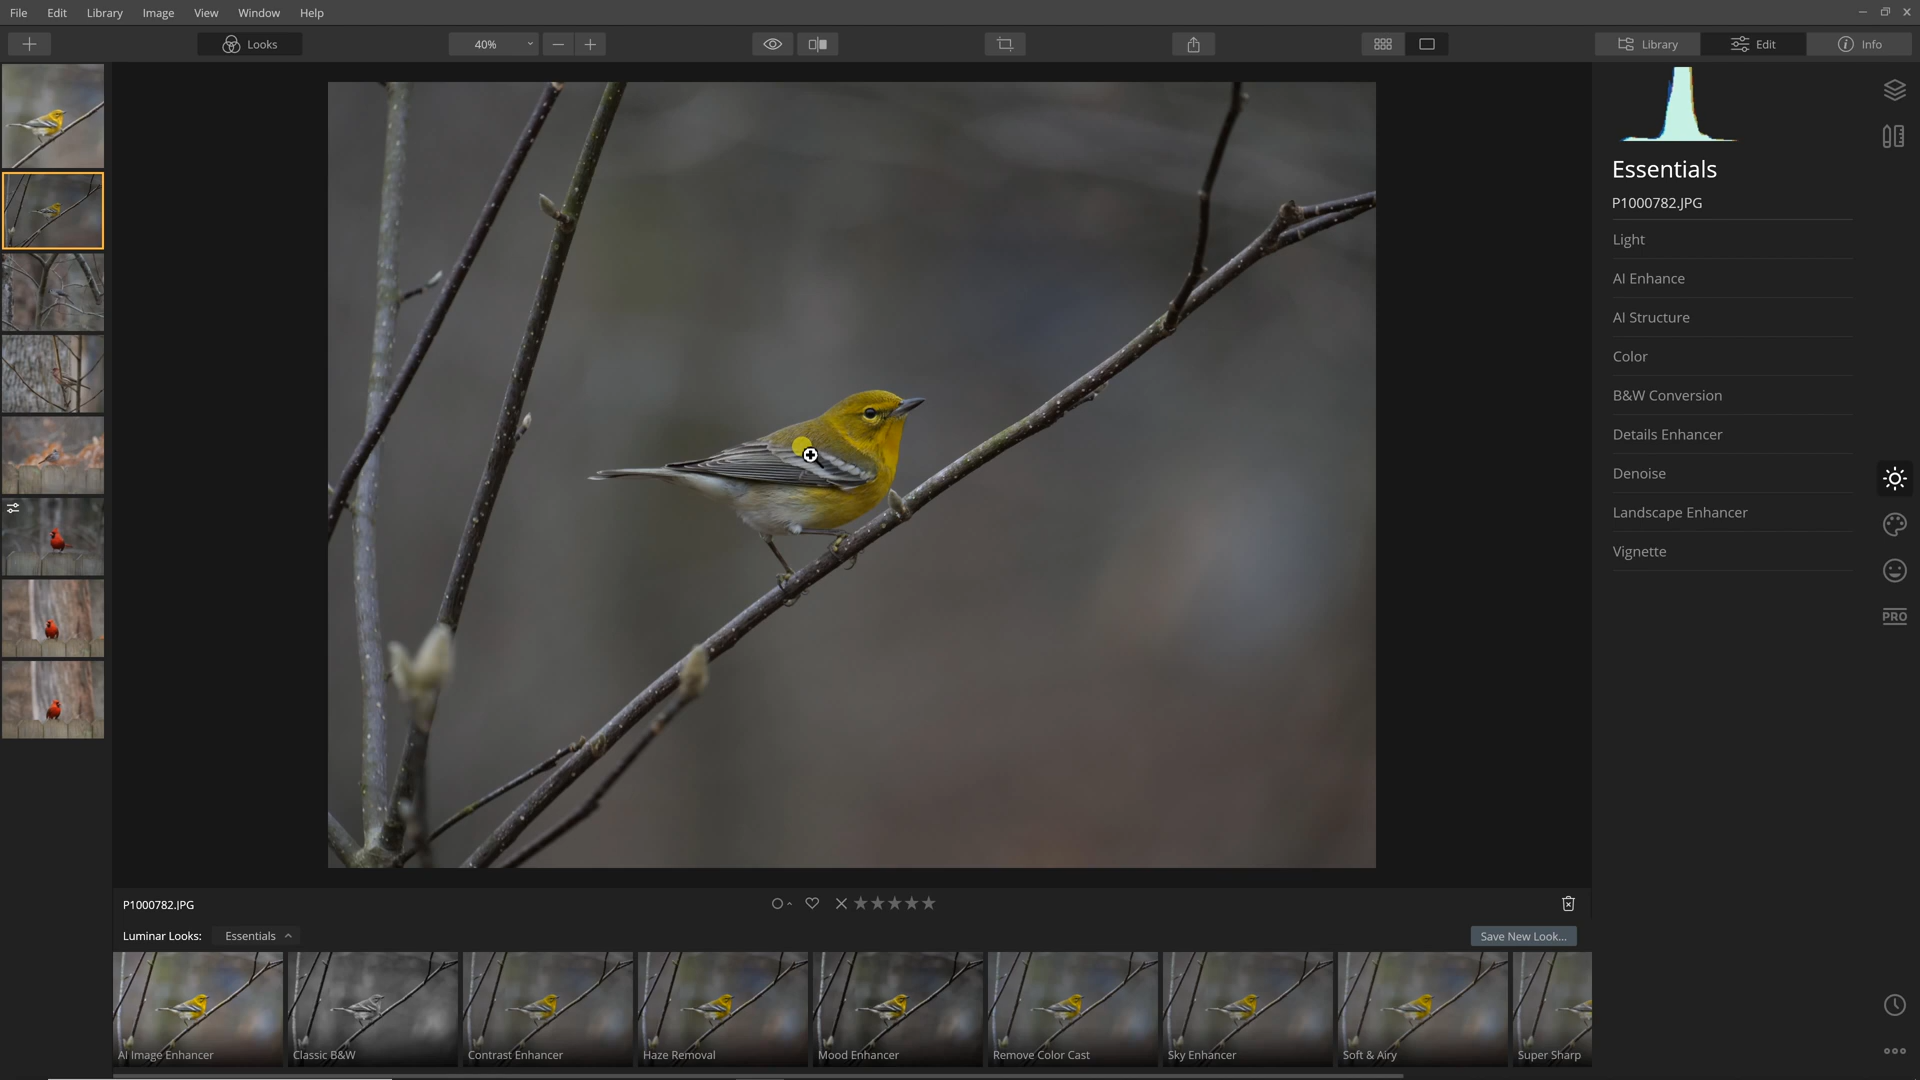 File Edit Library Image View Window Help
Looks 40% Library Edit Info
Essentials
P1000782.JPG
Light
AI Enhance
AI Structure
Color
B&W Conversion
Details Enhancer
Denoise
Landscape Enhancer
Vignette
PRO
P1000782.JPG
Luminar Looks: Essentials Save New Look...
AI Image Enhancer Classic B&W Contrast Enhancer Haze Removal Mood Enhancer Remove Color Cast Sky Enhancer Soft & Airy Super Sharp